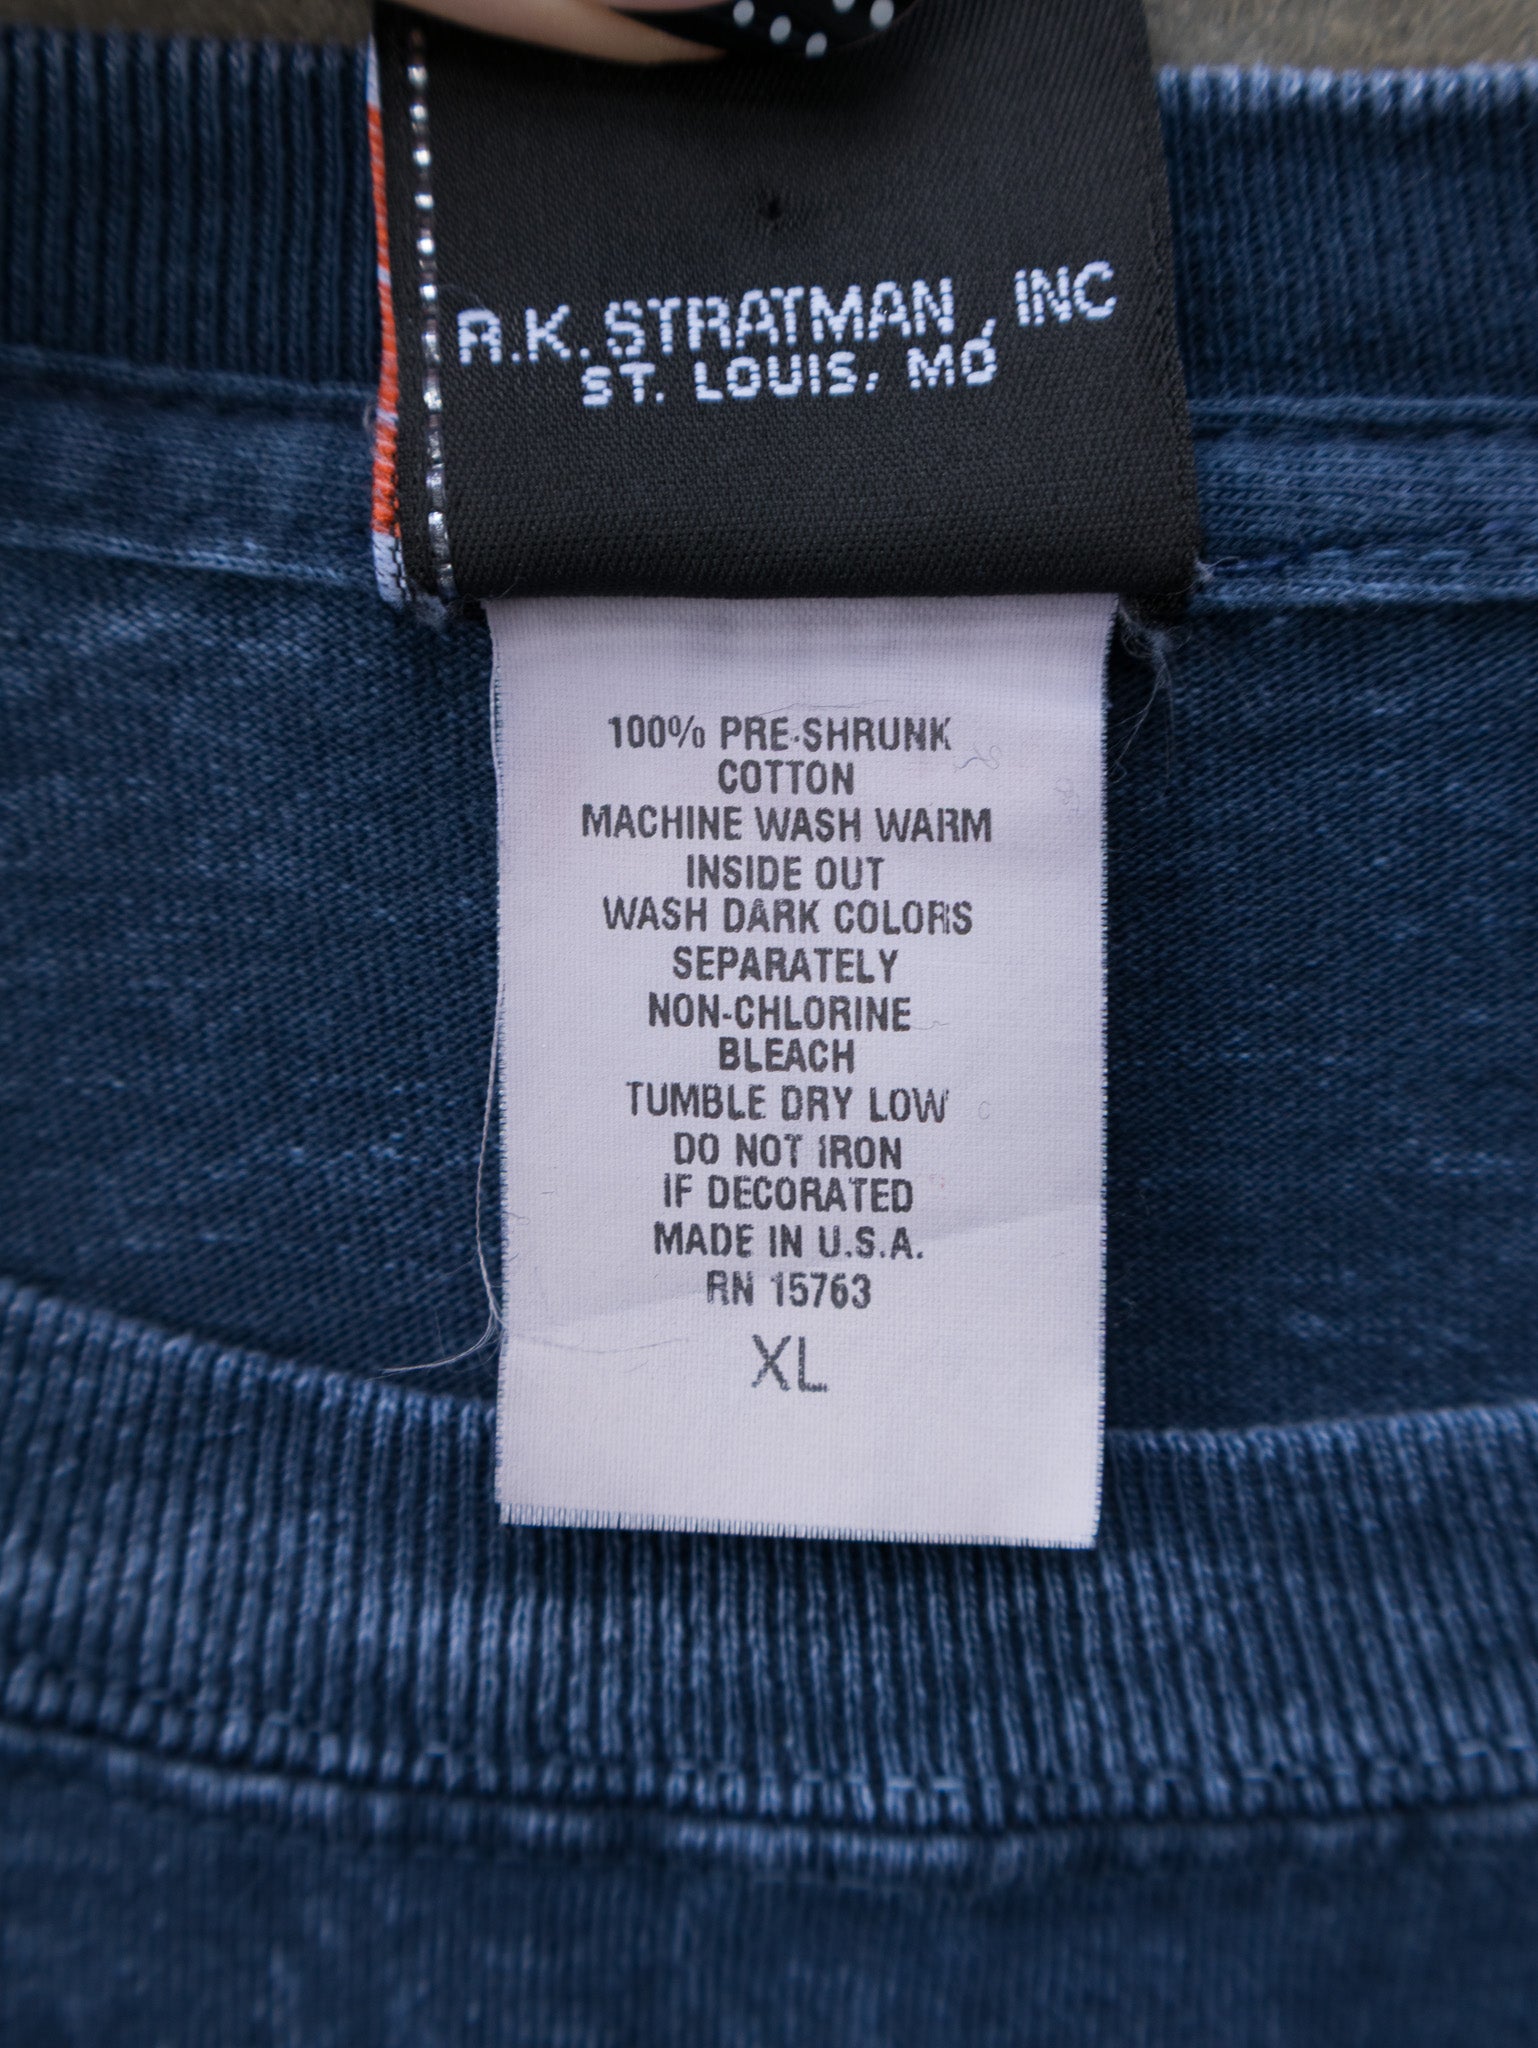 R.K. STRATMAN, INC
ST. LOUIS, MO
100% PRE-SHRUNK
COTTON
MACHINE WASH WARM
INSIDE OUT
WASH DARK COLORS
SEPARATELY
NON-CHLORINE
BLEACH
TUMBLE DRY LOW
DO NOT IRON
IF DECORATED
MADE IN U.S.A.
RN 15763
XL